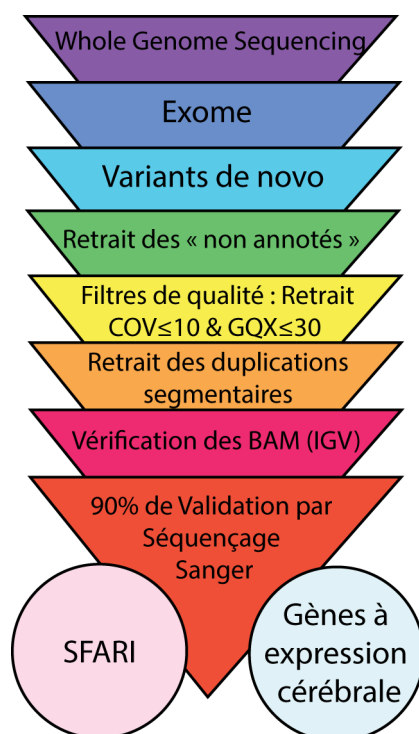 Whole Genome Sequencing
Exome
Variants de novo
Retrait des « non annotés »
Filtres de qualité : Retrait
COV≤10 & GQX≤30
Retrait des duplications
segmentaires
Vérification des BAM (IGV)
90% de Validation par
Séquençage
Sanger
SFARI
Gènes à
expression
cérébrale